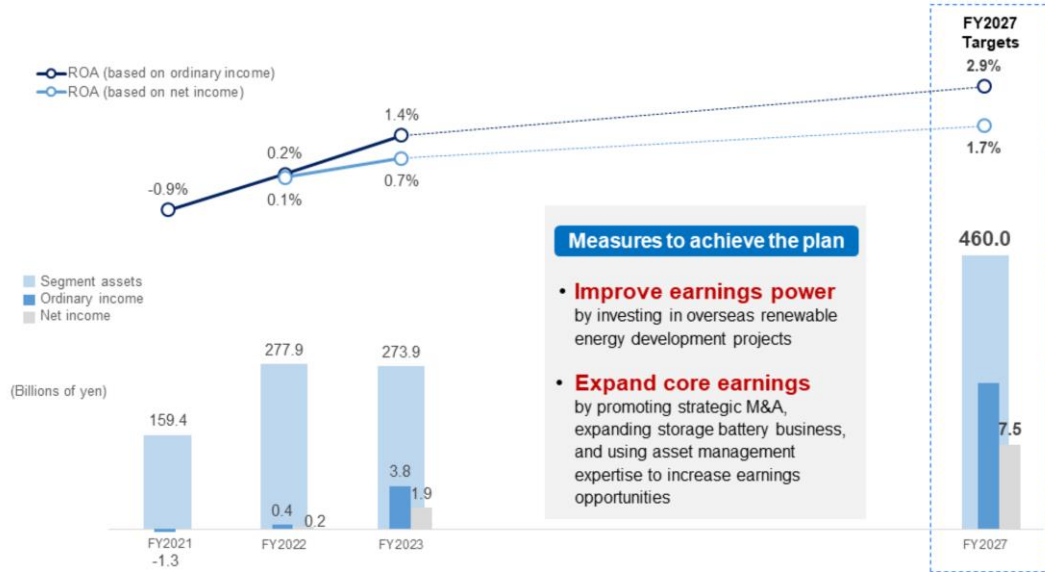 FY2027
Targets
ROA (based on ordinary income)
ROA (based on net income)
2.9%
1.4%
0.2%
-0.9%
0.1%
0.7%
1.7%
Measures to achieve the plan
• Improve earnings power
by investing in overseas renewable
energy development projects
• Expand core earnings
by promoting strategic M&A,
expanding storage battery business,
and using asset management
expertise to increase earnings
opportunities
Segment assets
Ordinary income
Net income
(Billions of yen)
460.0
277.9
273.9
159.4
7.5
3.8
1.9
0.4
0.2
FY2021
FY2022
FY2023
FY2027
-1.3